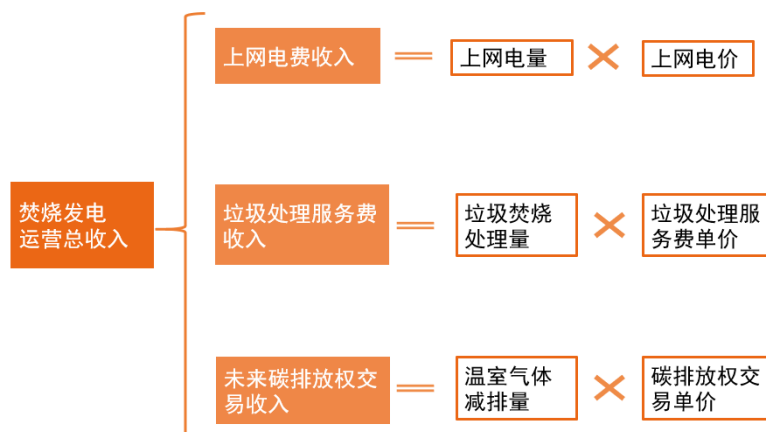 上网电费收入
上网电量
上网电价
焚烧发电
运营总收入
垃圾处理服务费
收入
垃圾焚烧
处理量
垃圾处理服
务费单价
未来碳排放权交
易收入
温室气体
减排量
碳排放权交
易单价